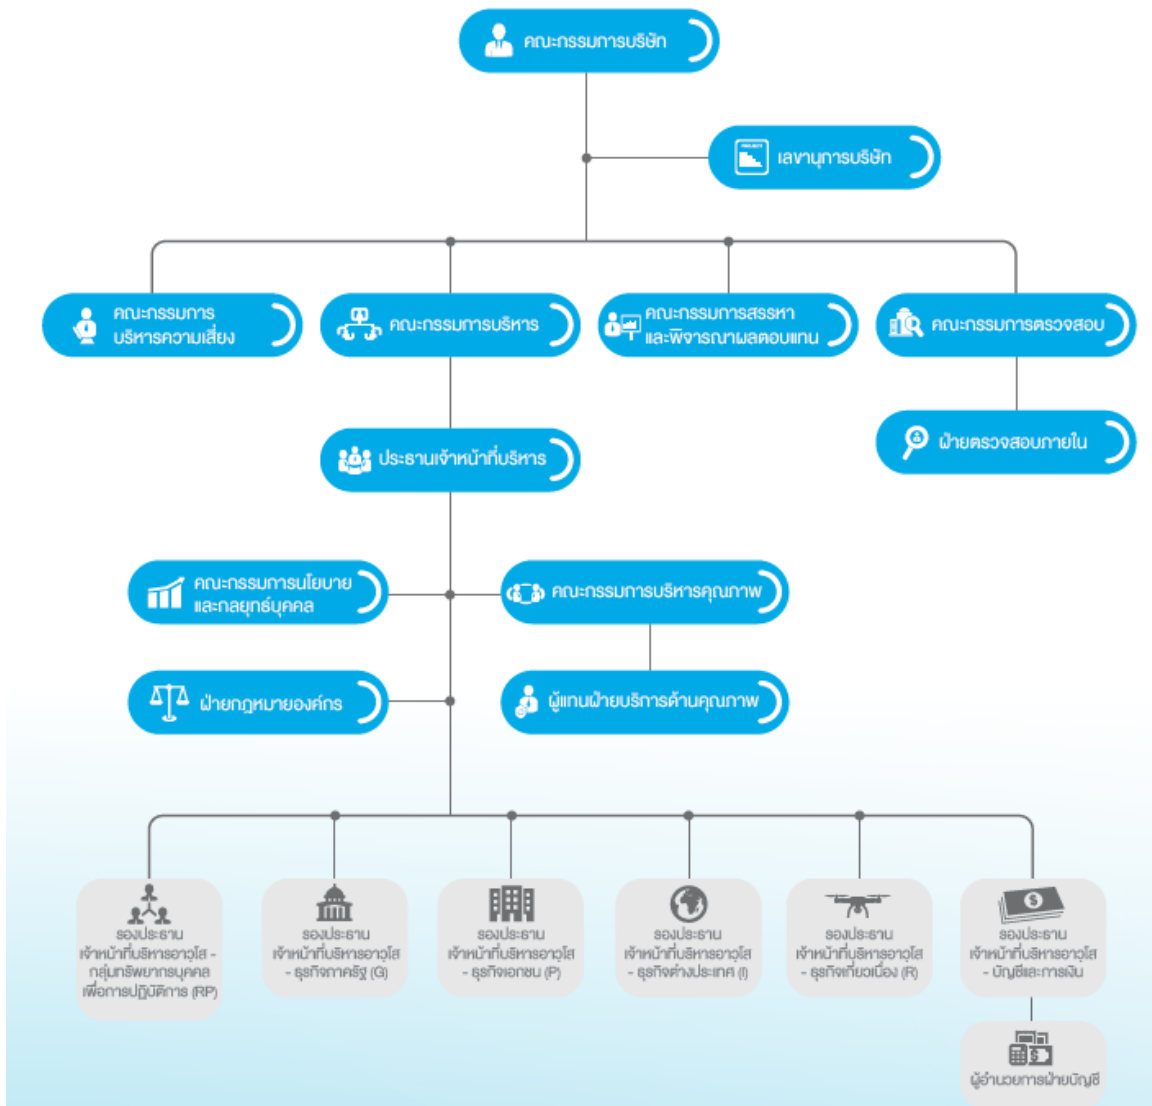 คณะกรรมการบริษัท
PROJECT
เลขานุการบริษัท
คณะกรรมการ
บริหารความเสี่ยง
คณะกรรมการบริหาร
คณะกรรมการสรรหา
และพิจารณาผลตอบแทน
คณะกรรมการตรวจสอบ
ฝ่ายตรวจสอบภายใน
ประธานเจ้าหน้าที่บริหาร
คณะกรรมการนโยบาย
และกลยุทธ์บุคคล
คณะกรรมการบริหารคุณภาพ
ฝ่ายกฎหมายองค์กร
ผู้แทนฝ่ายบริการด้านคุณภาพ
รองประธาน
เจ้าหน้าที่บริหารอาวุโส -
กลุ่มทรัพยากรบุคคล
เพื่อการปฏิบัติการ (RP)
รองประธาน
เจ้าหน้าที่บริหารอาวุโส
- ธุรกิจภาครัฐ (G)
รองประธาน
เจ้าหน้าที่บริหารอาวุโส
- ธุรกิจเอกชน (P)
รองประธาน
เจ้าหน้าที่บริหารอาวุโส
- ธุรกิจต่างประเทศ (I)
รองประธาน
เจ้าหน้าที่บริหารอาวุโส
- ธุรกิจเกี่ยวเนื่อง (R)
รองประธาน
เจ้าหน้าที่บริหารอาวุโส
- บัญชีและการเงิน
ผู้อำนวยการฝ่ายบัญชี